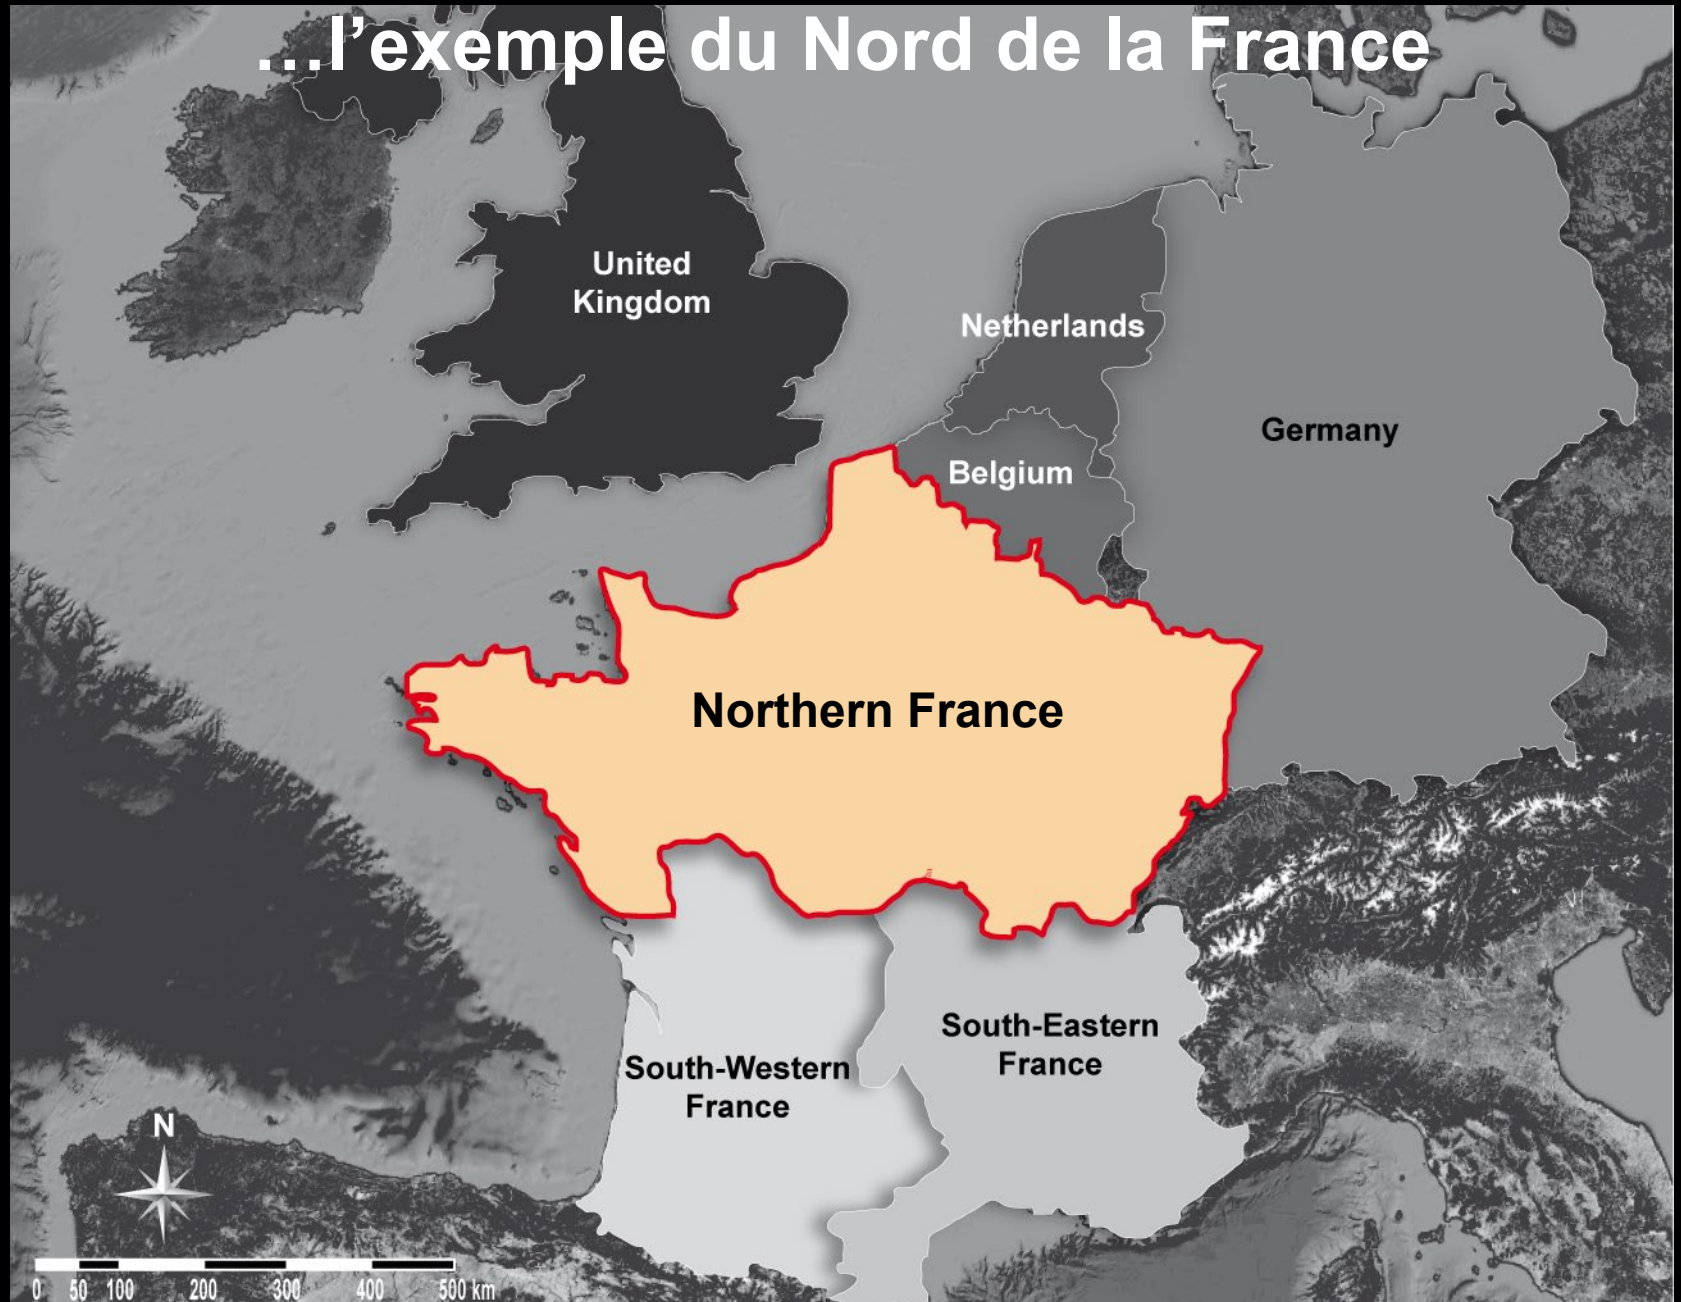 …l’exemple du Nord de la France
United
Kingdom
Netherlands
Germany
Belgium
Northern France
South-Eastern
France
South-Western
France
N
0 50 100 200 300 400 500 km